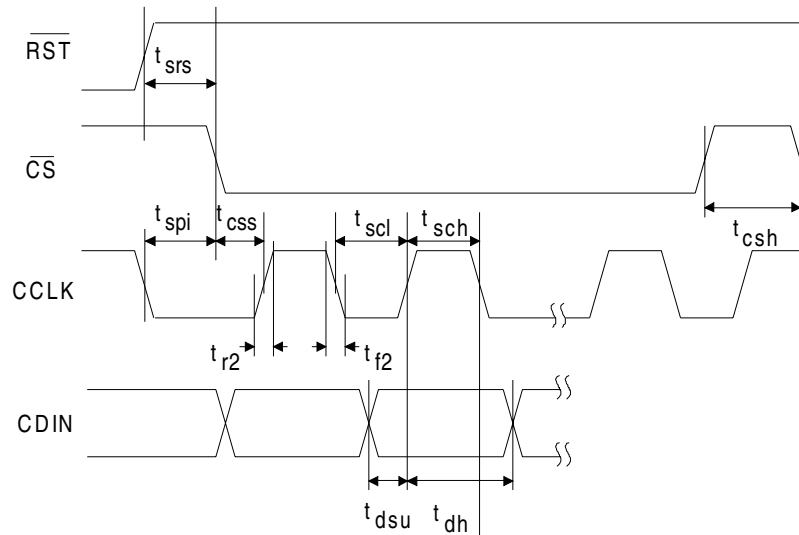 RST
t srs
CS
t spi
t css
t scl
t sch
t csh
CCLK
t r2
t f2
CDIN
t dsu
t dh